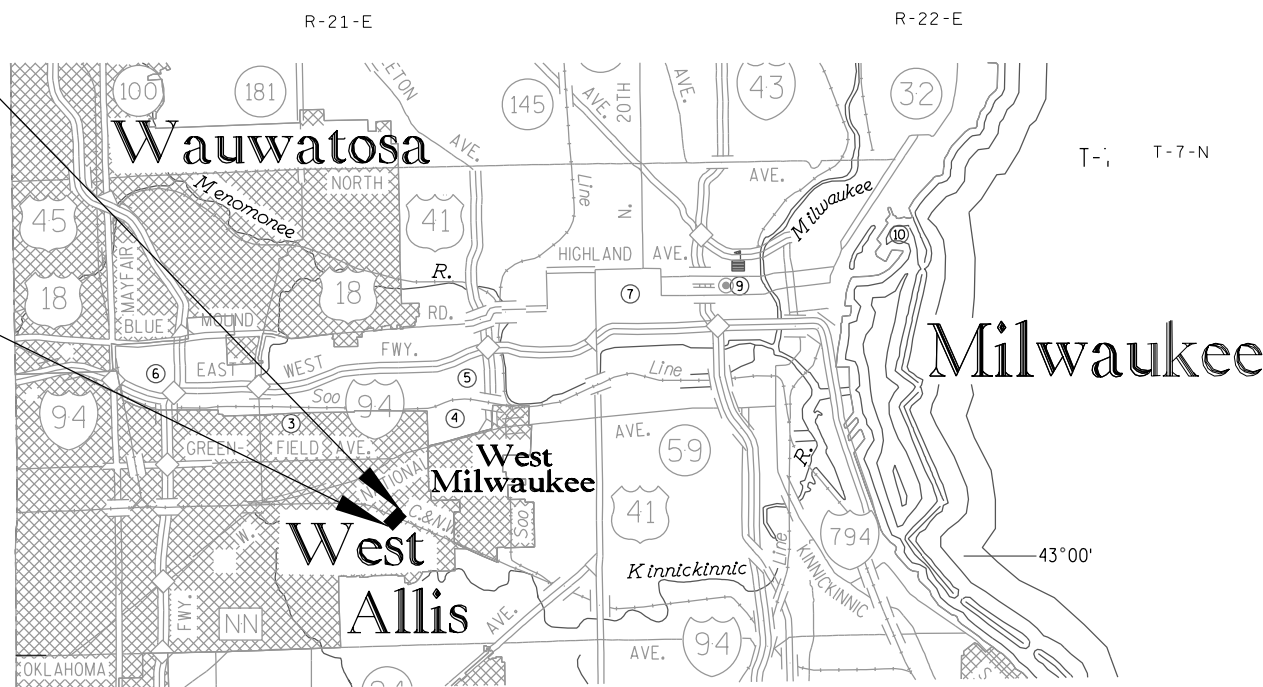 R-21-E
R-22-E
100
181
145
AVE.
20TH
AVE.
43
32
AVE.
Wauwatosa
T-7-N
NORTH
AVE.
Menomonee
Line
N.
Milwaukee
45
41
10
MAYFAIR
HIGHLAND
AVE.
R.
18
18
7
9
BLUE
MOUND
RD.
Milwaukee
EAST
WEST
FWY.
6
5
Line
Soo
94
94
4
3
GREEN-
FIELD
AVE.
AVE.
59
R.
West
Milwaukee
NATIONAL
C.&N.W.
Soo
41
794
West
W.
Line
43°00'
Kinnickinnic
KINNICKINNIC
Allis
AVE.
FWY.
NN
94
AVE.
OKLAHOMA